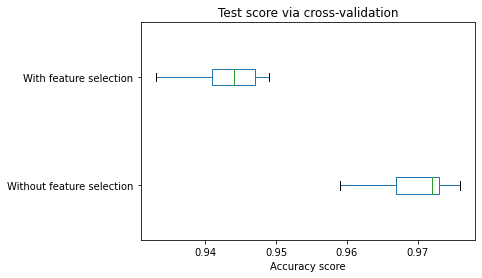 Test score via cross-validation
With feature selection
Without feature selection
0.94 0.95 0.96 0.97
Accuracy score